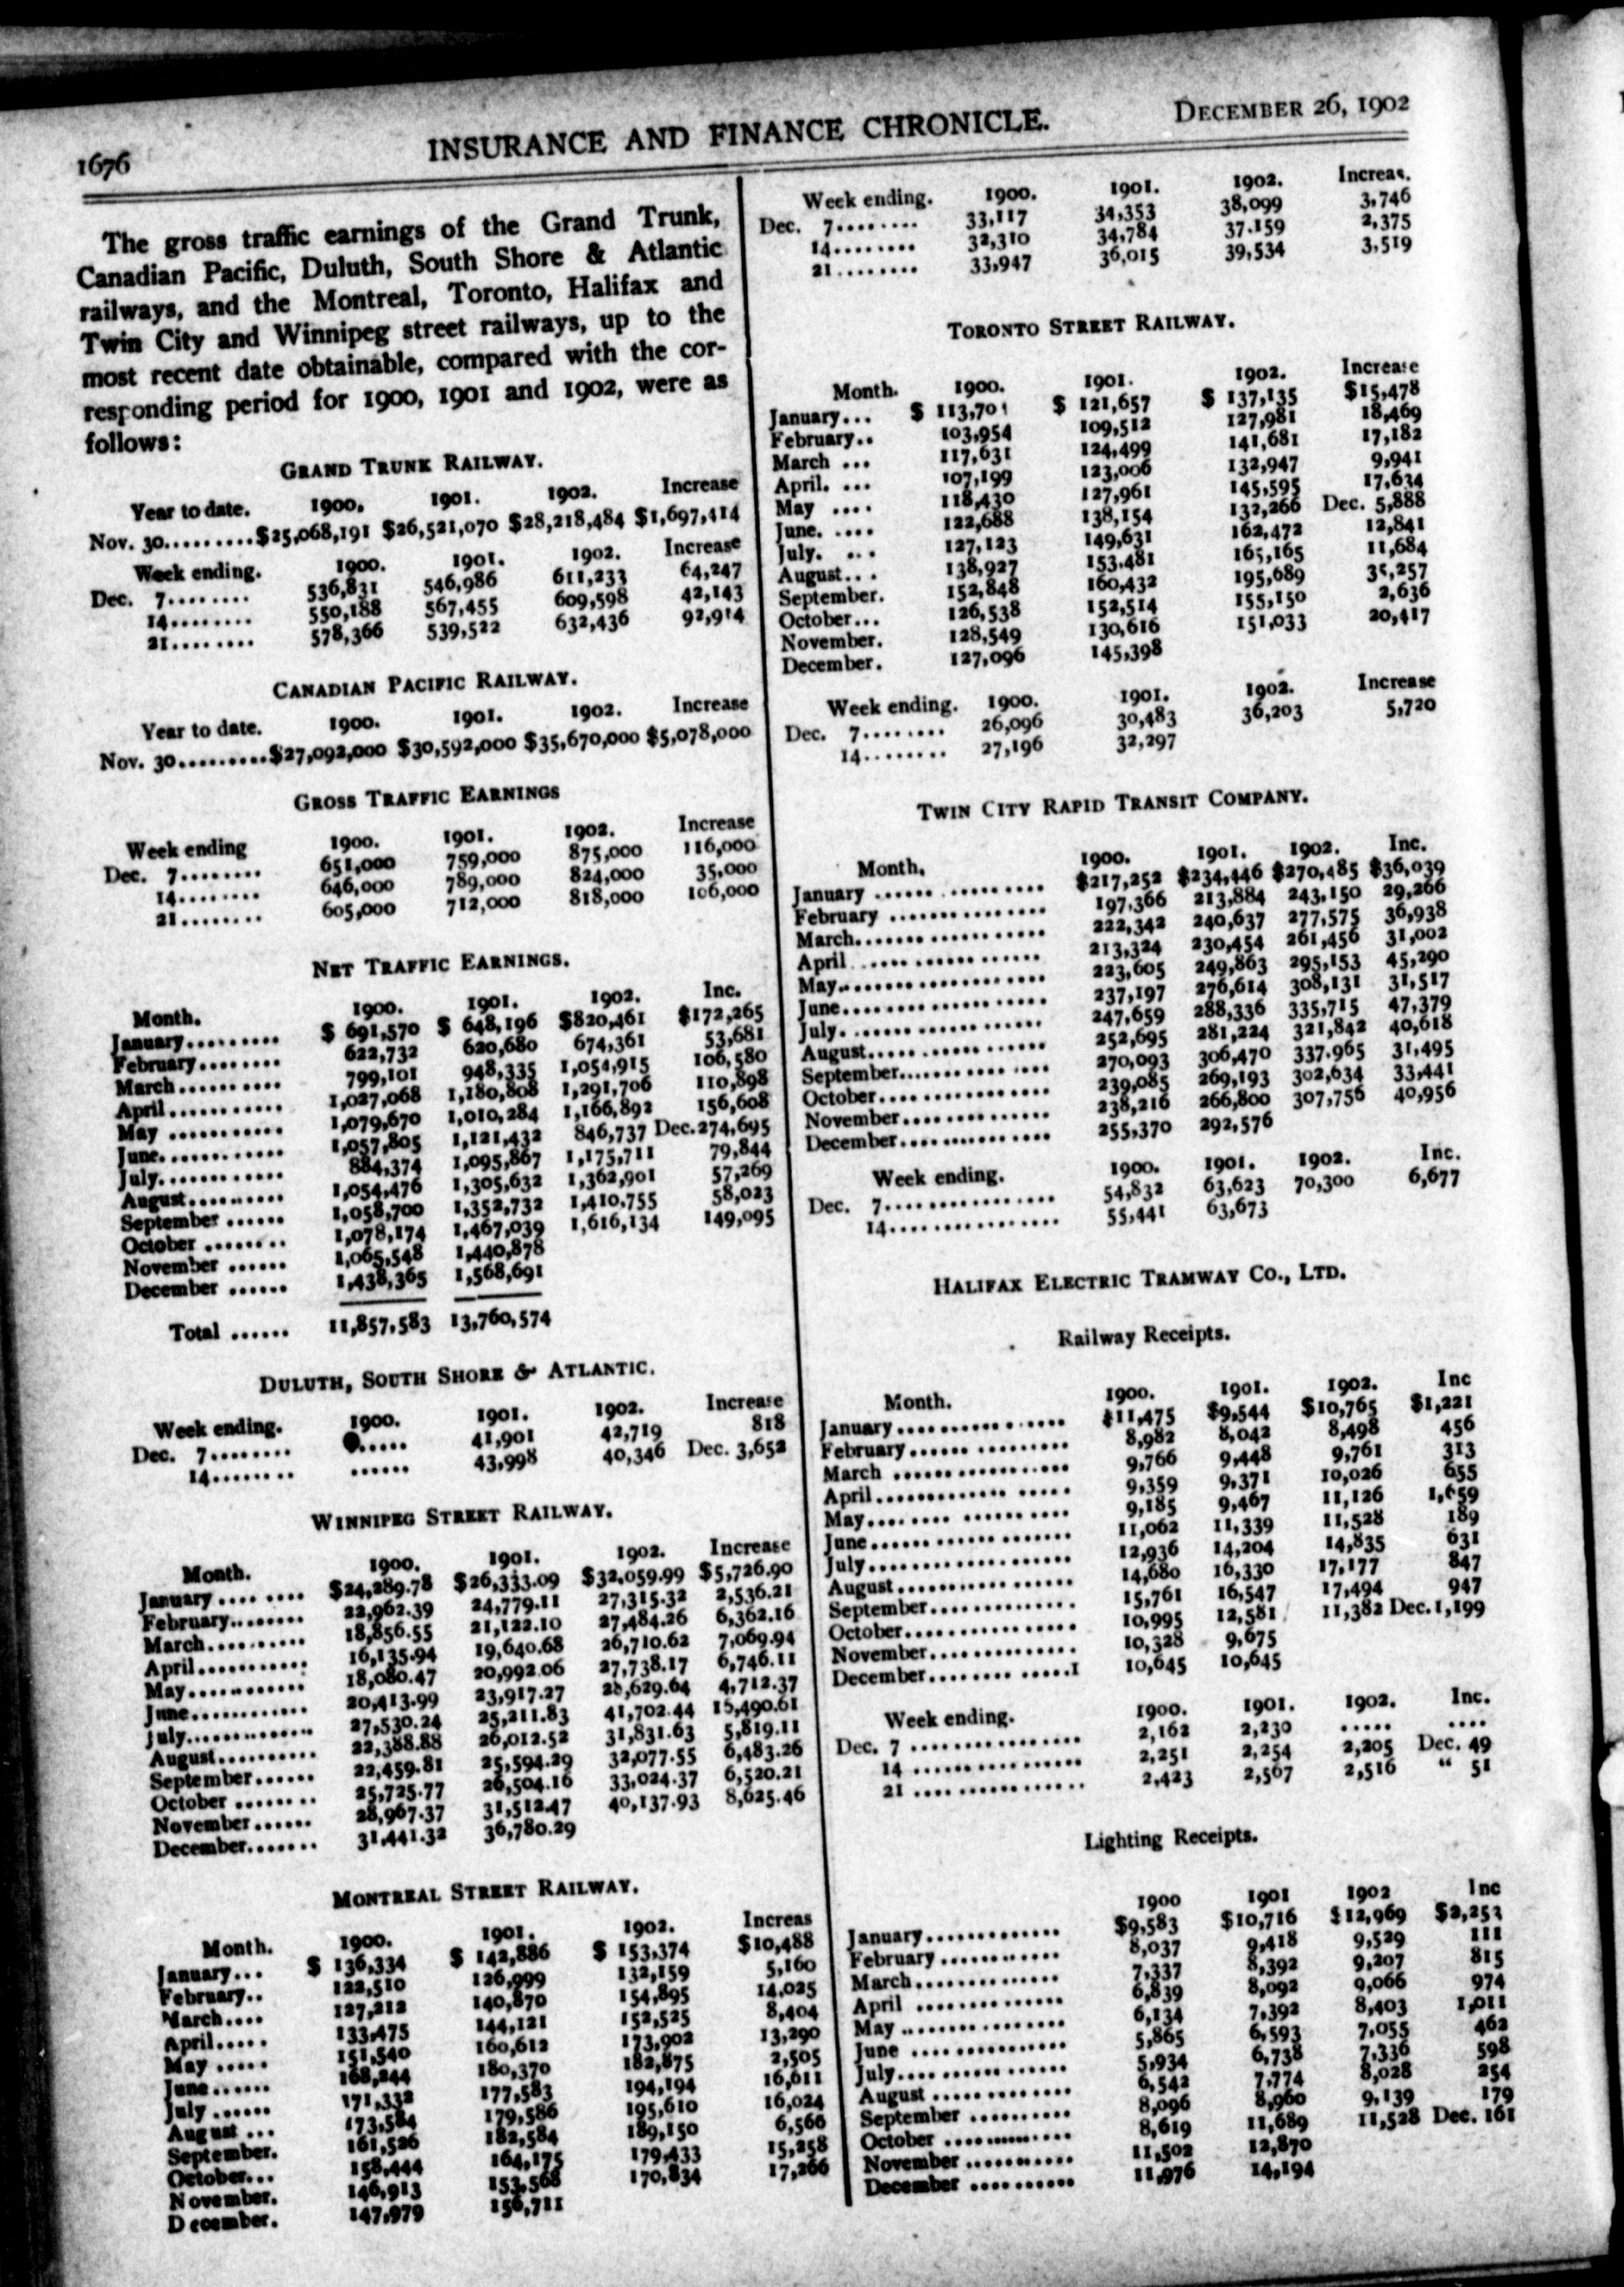 1676
INSURANCE AND FINANCE CHRONICLE.
DECEMBER 26, 1902
The gross traffic earnings of the Grand Trunk,
Canadian Pacific, Duluth, South Shore & Atlantic
railways, and the Montreal, Toronto, Halifax and
Twin City and Winnipeg street railways, up to the
most recent date obtainable, compared with the cor-
responding period for 1900, 1901 and 1902, were as
follows:
GRAND TRUNK RAILWAY.
Year to date. 1900. 1901. 1902. Increase
Nov. 30.........$25,068,191 $26,521,070 $28,218,484 $1,697,414
Week ending. 1900. 1901. 1902. Increase
Dec. 7........ 536,831 546,986 611,233 64,247
14........ 550,188 567,455 609,598 42,143
21........ 578,366 539,522 632,436 92,914
CANADIAN PACIFIC RAILWAY.
Year to date. 1900. 1901. 1902. Increase
Nov. 30.........$27,092,000 $30,592,000 $35,670,000 $5,078,000
GROSS TRAFFIC EARNINGS
Week ending 1900. 1901. 1902. Increase
Dec. 7........ 651,000 759,000 875,000 116,000
14........ 646,000 789,000 824,000 35,000
21........ 605,000 712,000 818,000 106,000
NET TRAFFIC EARNINGS.
Month. 1900. 1901. 1902. Inc.
January......... $ 691,570 $ 648,196 $820,461 $172,265
February........ 622,732 620,680 674,361 53,681
March.......... 799,101 948,335 1,054,915 106,580
April........... 1,027,068 1,180,808 1,291,706 110,898
May ........... 1,079,670 1,010,284 1,166,892 156,608
June............ 1,057,805 1,121,432 846,737 Dec.274,695
July............ 884,374 1,095,867 1,175,711 79,844
August.......... 1,054,476 1,305,632 1,362,901 57,269
September ...... 1,058,700 1,352,732 1,410,755 58,023
October ........ 1,078,174 1,467,039 1,616,134 149,095
November ...... 1,065,548 1,440,878
December ...... 1,438,365 1,568,691
Total ...... 11,857,583 13,760,574
DULUTH, SOUTH SHORE & ATLANTIC.
Week ending. 1900. 1901. 1902. Increase
Dec. 7........ ...... 41,901 42,719 818
14........ ...... 43,998 40,346 Dec. 3,652
WINNIPEG STREET RAILWAY.
Month. 1900. 1901. 1902. Increase
January ........ $24,289.78 $26,333.09 $32,059.99 $5,726.90
February........ 22,962.39 24,779.11 27,315.32 2,536.21
March.......... 18,856.55 21,122.10 27,484.26 6,362.16
April........... 16,135.94 19,640.68 26,710.62 7,069.94
May............ 18,080.47 20,992.06 27,738.17 6,746.11
June............ 20,413.99 23,917.27 28,629.64 4,712.37
July............ 27,530.24 25,211.83 41,702.44 15,490.61
August.......... 22,388.88 26,012.52 31,831.63 5,819.11
September...... 22,459.81 25,594.29 32,077.55 6,483.26
October ........ 25,725.77 26,504.16 33,024.37 6,520.21
November ...... 28,967.37 31,512.47 40,137.93 8,625.46
December....... 31,441.32 36,780.29
MONTREAL STREET RAILWAY.
Month. 1900. 1901. 1902. Increas
January... $ 136,334 $ 142,886 $ 153,374 $10,488
February.. 122,510 126,999 132,159 5,160
March.... 127,212 140,870 154,895 14,025
April..... 133,475 144,121 152,525 8,404
May ..... 151,540 160,612 173,902 13,290
June...... 168,244 180,370 182,875 2,505
July ...... 171,332 177,583 194,194 16,611
August ... 173,584 179,586 195,610 16,024
September. 161,526 182,584 189,150 6,566
October... 158,444 164,175 179,433 15,258
November. 146,913 153,568 170,834 17,266
December. 147,979 156,711
Week ending. 1900. 1901. 1902. Increas.
Dec. 7........ 33,117 34,353 38,099 3,746
14........ 32,310 34,784 37.159 2,375
21........ 33,947 36,015 39,534 3,519
TORONTO STREET RAILWAY.
Month. 1900. 1901. 1902. Increase
January... $ 113,701 $ 121,657 $ 137,135 $15,478
February.. 103,954 109,512 127,981 18,469
March ... 117,631 124,499 141,681 17,182
April. ... 107,199 123,006 132,947 9,941
May .... 118,430 127,961 145,595 17,634
June. .... 122,688 138,154 132,266 Dec. 5,888
July. ... 127,123 149,631 162,472 12,841
August... 138,927 153,481 165,165 11,684
September. 152,848 160,432 195,689 35,257
October... 126,538 152,514 155,150 2,636
November. 128,549 130,616 151,033 20,417
December. 127,096 145,398
Week ending. 1900. 1901. 1902. Increase
Dec. 7........ 26,096 30,483 36,203 5,720
14........ 27,196 32,297
TWIN CITY RAPID TRANSIT COMPANY.
Month. 1900. 1901. 1902. Inc.
January ............... $217,252 $234,446 $270,485 $36,039
February ............... 197,366 213,884 243,150 29,266
March.................. 222,342 240,637 277,575 36,938
April .................. 213,324 230,454 261,456 31,002
May.................... 223,605 249,863 295,153 45,290
June.................... 237,197 276,614 308,131 31,517
July.................... 247,659 288,336 335,715 47,379
August.................. 252,695 281,224 321,842 40,618
September............... 270,093 306,470 337,965 31,495
October................. 239,085 269,193 302,634 33,441
November............... 238,216 266,800 307,756 40,956
December............... 255,370 292,576
Week ending. 1900. 1901. 1902. Inc.
Dec. 7................ 54,832 63,623 70,300 6,677
14................ 55,441 63,673
HALIFAX ELECTRIC TRAMWAY CO., LTD.
Railway Receipts.
Month. 1900. 1901. 1902. Inc
January................ $11,475 $9,544 $10,765 $1,221
February................ 8,982 8,042 8,498 456
March ................. 9,766 9,448 9,761 313
April.................. 9,359 9,371 10,026 655
May................... 9,185 9,467 11,126 1,659
June................... 11,062 11,339 11,528 189
July................... 12,936 14,204 14,835 631
August................. 14,680 16,330 17,177 847
September.............. 15,761 16,547 17,494 947
October................ 10,995 12,581 11,382 Dec.1,199
November.............. 10,328 9,675
December..............1 10,645 10,645
Week ending. 1900. 1901. 1902. Inc.
Dec. 7 ................ 2,162 2,230 ..... ....
14 ................ 2,251 2,254 2,205 Dec. 49
21 ................ 2,423 2,567 2,516 “ 51
Lighting Receipts.
1900 1901 1902 Inc
January............. $9,583 $10,716 $12,969 $2,253
February ............ 8,037 9,418 9,529 111
March.............. 7,337 8,392 9,207 815
April .............. 6,839 8,092 9,066 974
May ................ 6,134 7,392 8,403 1,011
June ............... 5,865 6,593 7,055 462
July................ 5,934 6,738 7,336 598
August ............. 6,542 7,774 8,028 254
September .......... 8,096 8,960 9,139 179
October ............ 8,619 11,689 11,528 Dec. 161
November .......... 11,502 12,870
December .......... 11,976 14,194